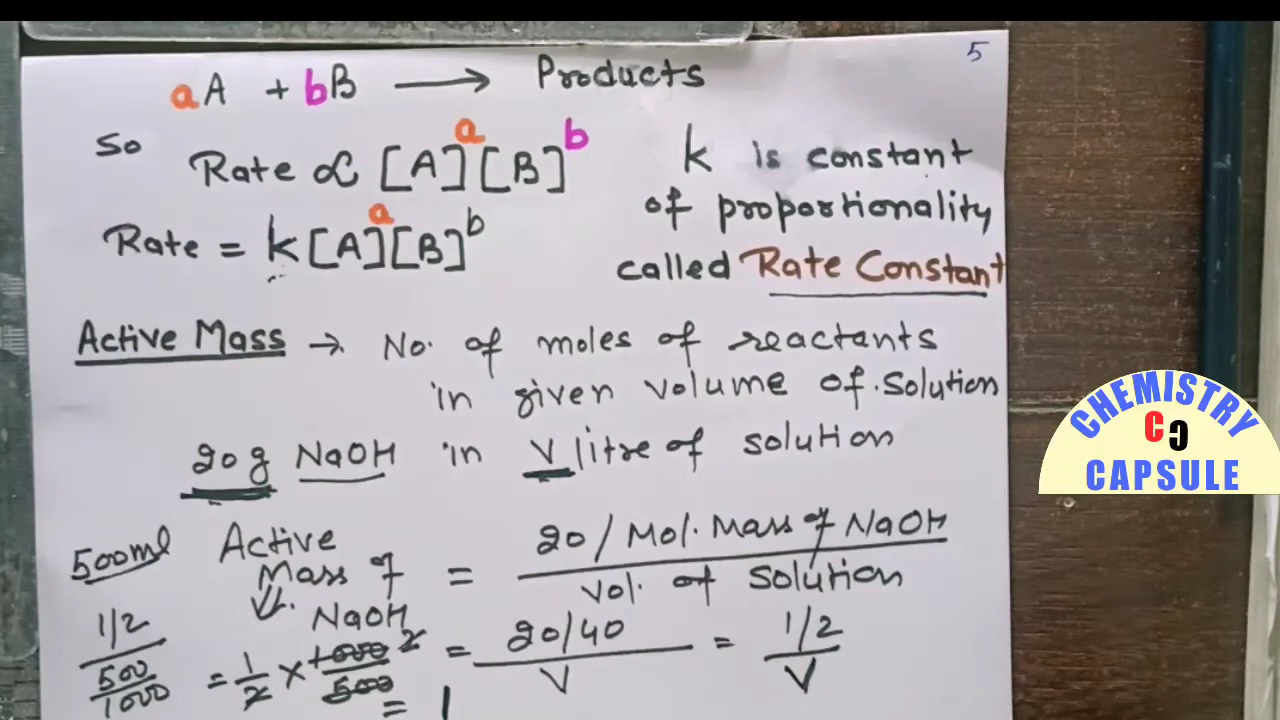 5
aA + bB → Products
So Rate ∝ [A]ᵃ[B]ᵇ
Rate = k[A]ᵃ[B]ᵇ
k is constant
of proportionality
called Rate Constant
Active Mass → No. of moles of reactants
in given volume of solution
20 g NaOH in V litre of solution
500ml
Active Mass of NaOH = 20 / Mol. Mass of NaOH
Vol. of solution
= 20/40 / V = 1/2 / V
1/2
500
1000
= 1/2 × 1000/500 2
= 1
CHEMISTRY
CC
CAPSULE